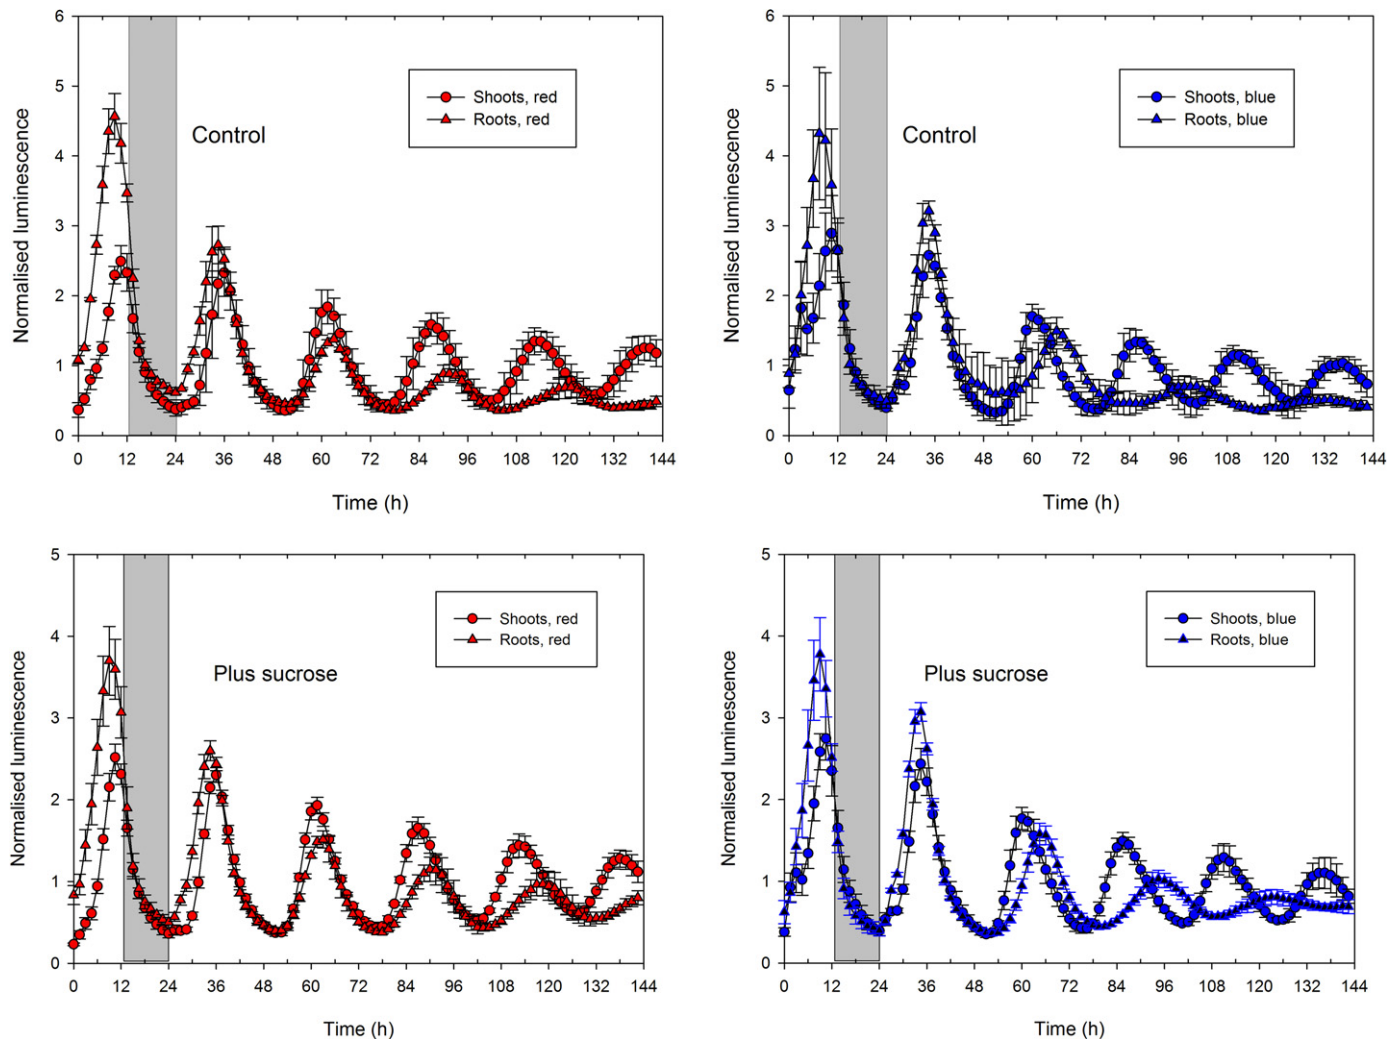 6
5
4
3
2
1
0
Normalised luminescence
Shoots, red
Roots, red
Control
0 12 24 36 48 60 72 84 96 108 120 132 144
Time (h)
6
5
4
3
2
1
0
Normalised luminescence
Shoots, blue
Roots, blue
Control
0 12 24 36 48 60 72 84 96 108 120 132 144
Time (h)
5
4
3
2
1
0
Normalised luminescence
Shoots, red
Roots, red
Plus sucrose
0 12 24 36 48 60 72 84 96 108 120 132 144
Time (h)
5
4
3
2
1
0
Normalised luminescence
Shoots, blue
Roots, blue
Plus sucrose
0 12 24 36 48 60 72 84 96 108 120 132 144
Time (h)